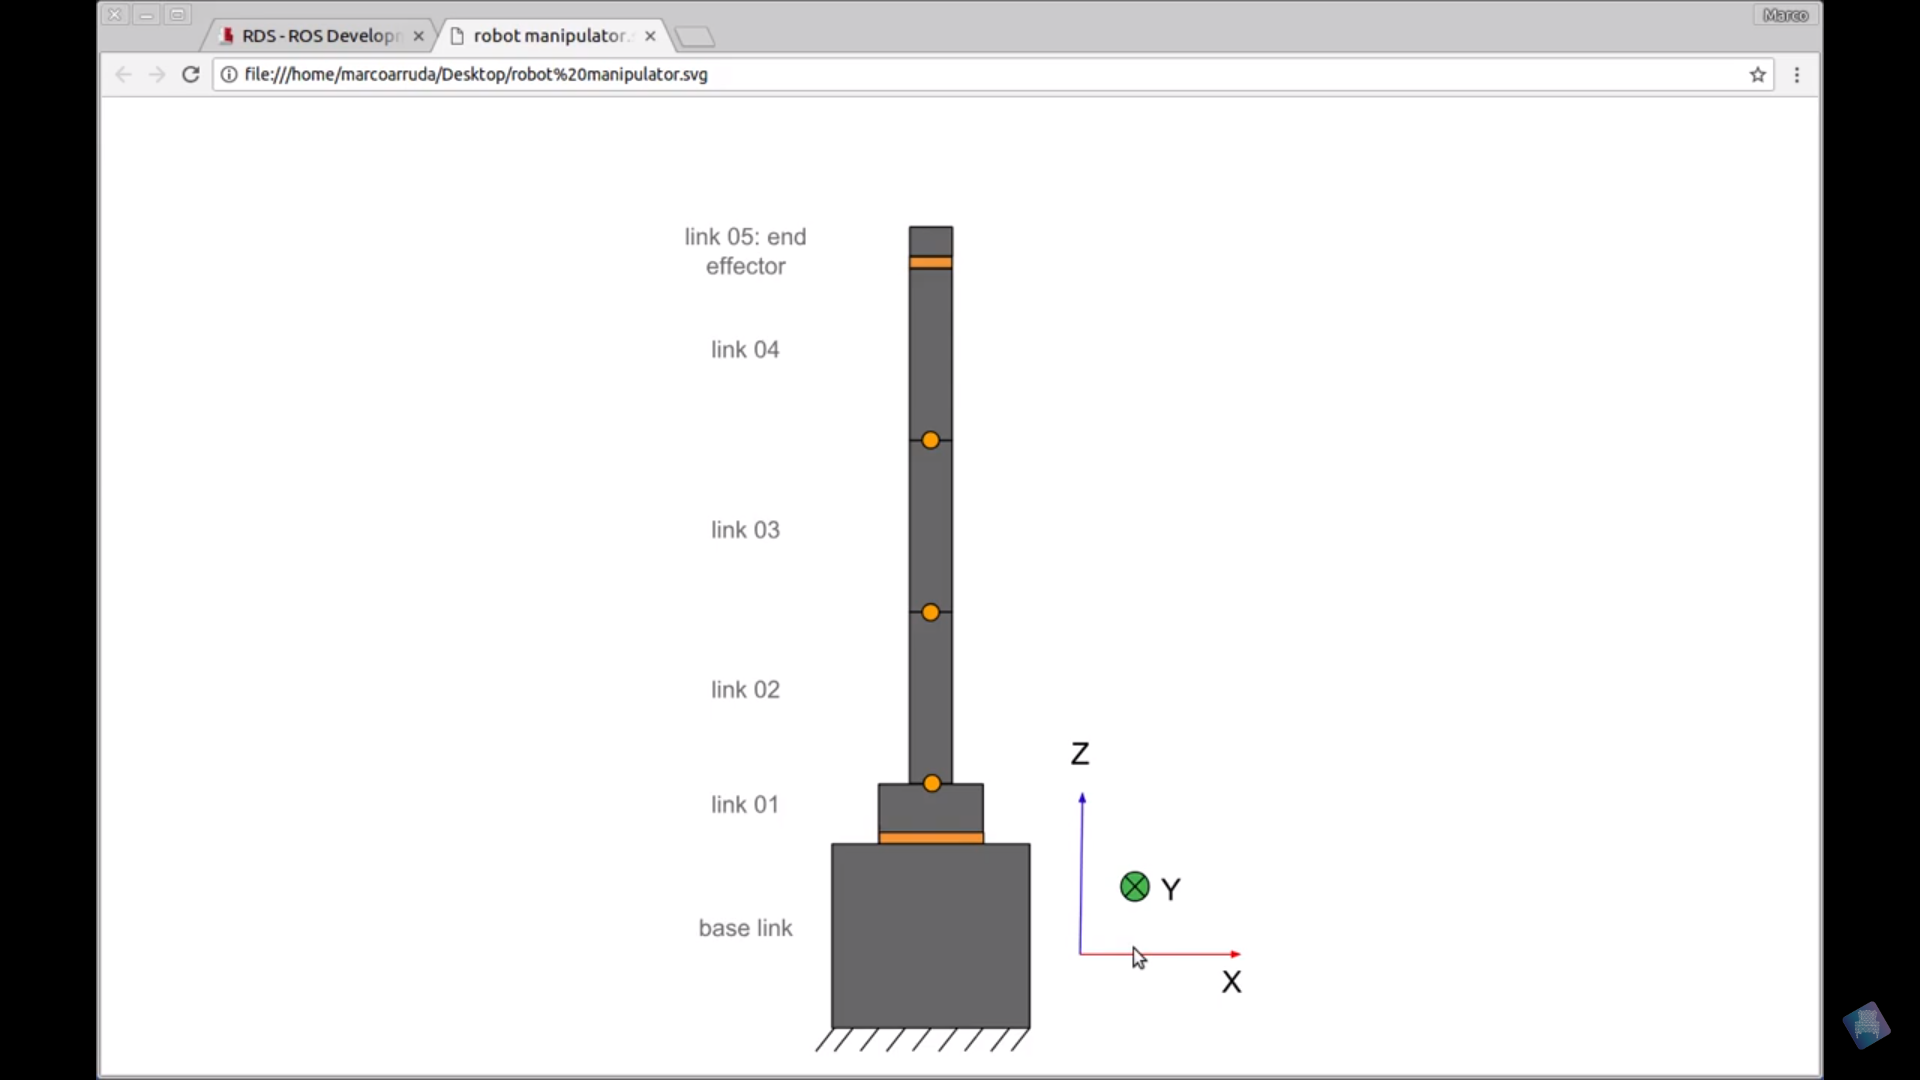 Marco
RDS - ROS Develop
robot manipulator.
file:///home/marcoarruda/Desktop/robot%20manipulator.svg
link 05: end
effector
link 04
link 03
link 02
link 01
base link
Z
Y
X